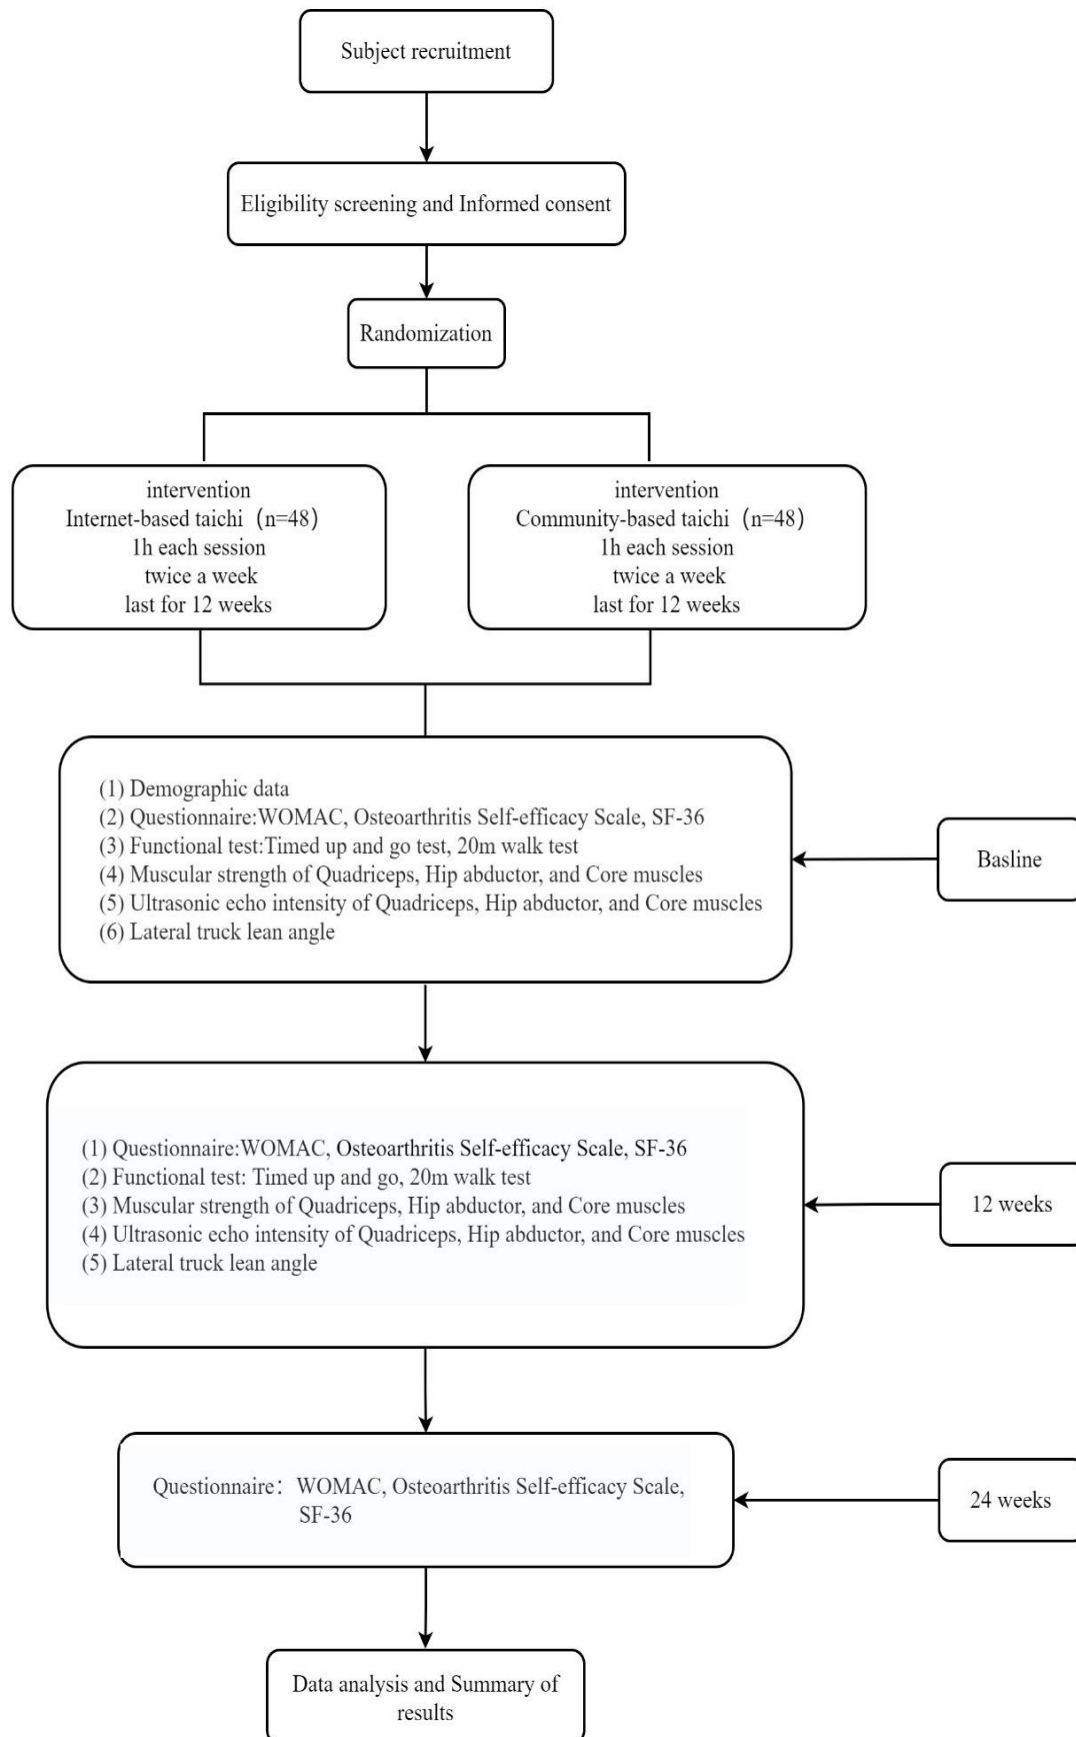 Subject recruitment
Eligibility screening and Informed consent
Randomization
intervention
Internet-based taichi（n=48）
1h each session
twice a week
last for 12 weeks
intervention
Community-based taichi（n=48）
1h each session
twice a week
last for 12 weeks
(1) Demographic data
(2) Questionnaire:WOMAC, Osteoarthritis Self-efficacy Scale, SF-36
(3) Functional test:Timed up and go test, 20m walk test
(4) Muscular strength of Quadriceps, Hip abductor, and Core muscles
(5) Ultrasonic echo intensity of Quadriceps, Hip abductor, and Core muscles
(6) Lateral truck lean angle
Basline
(1) Questionnaire:WOMAC, Osteoarthritis Self-efficacy Scale, SF-36
(2) Functional test: Timed up and go, 20m walk test
(3) Muscular strength of Quadriceps, Hip abductor, and Core muscles
(4) Ultrasonic echo intensity of Quadriceps, Hip abductor, and Core muscles
(5) Lateral truck lean angle
12 weeks
Questionnaire：WOMAC, Osteoarthritis Self-efficacy Scale,
SF-36
24 weeks
Data analysis and Summary of
results